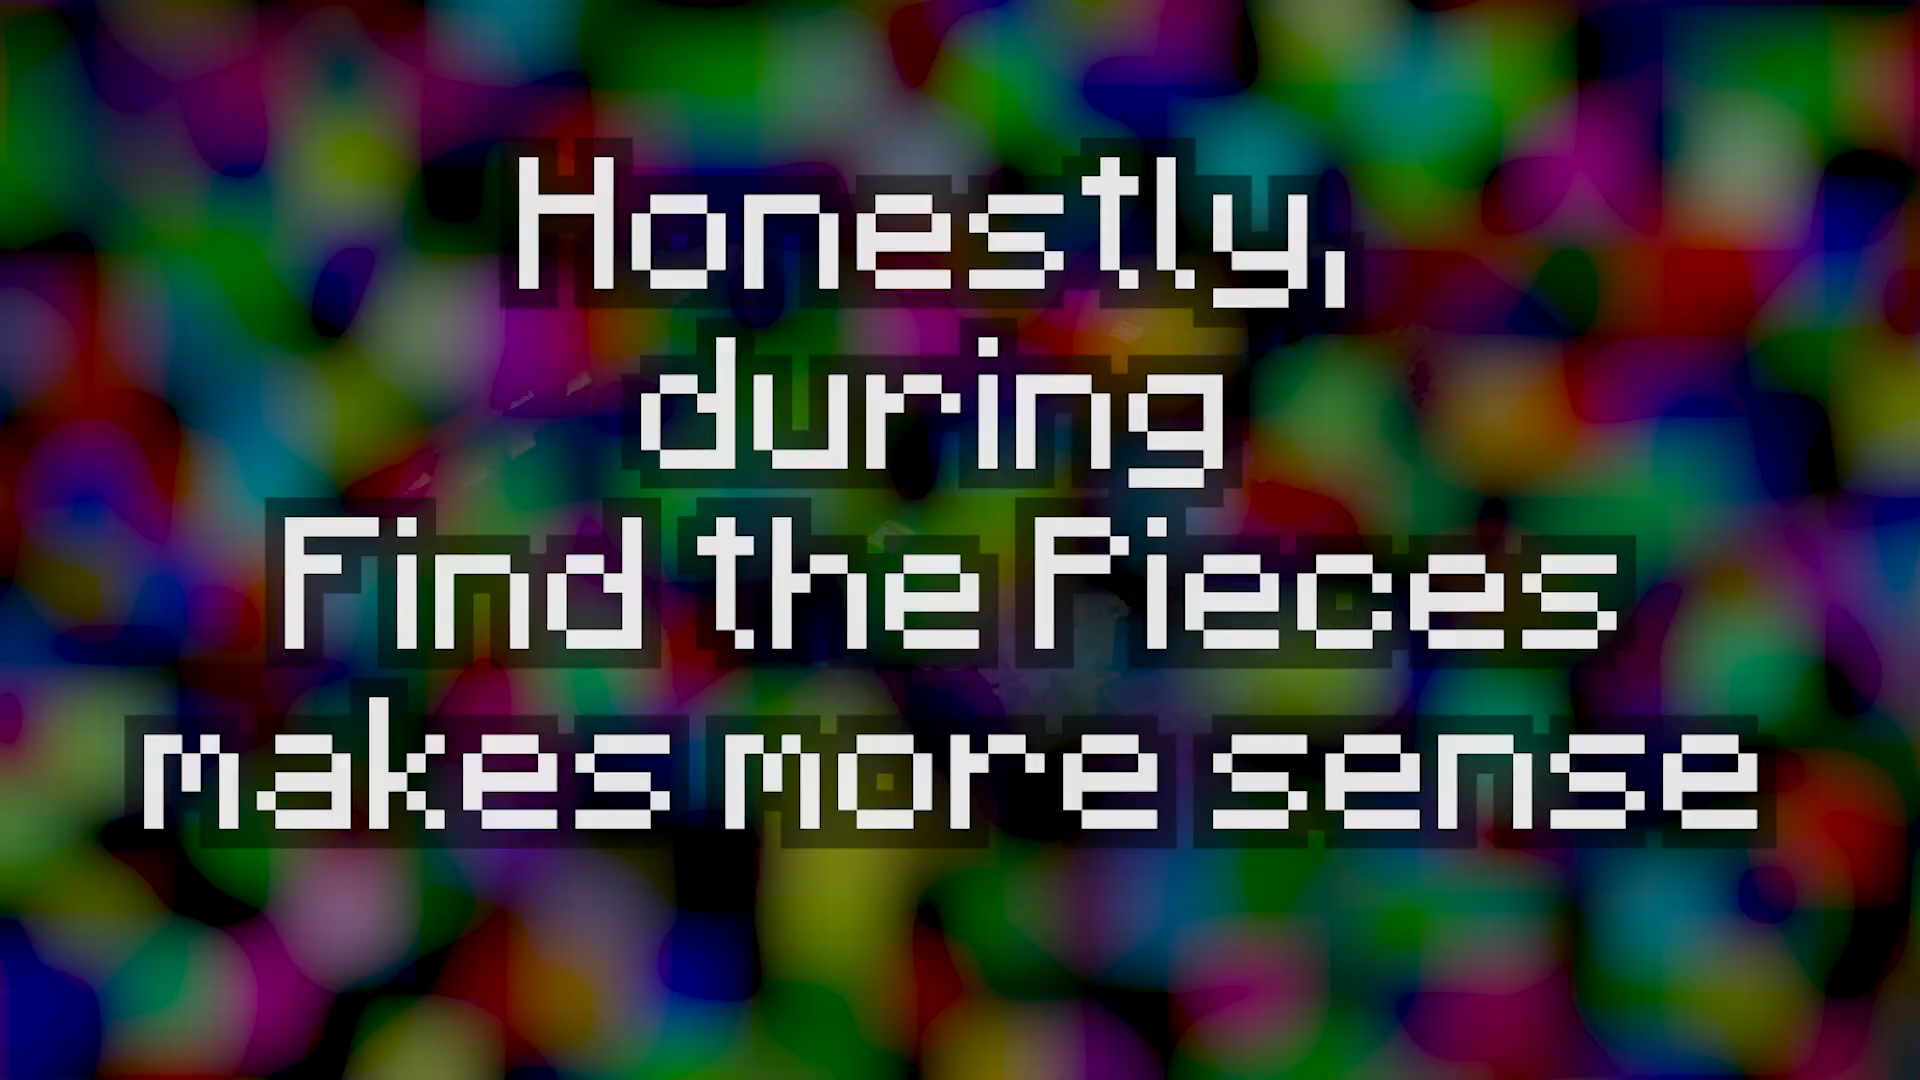 Honestly,
during
Find the Pieces
makes more sense